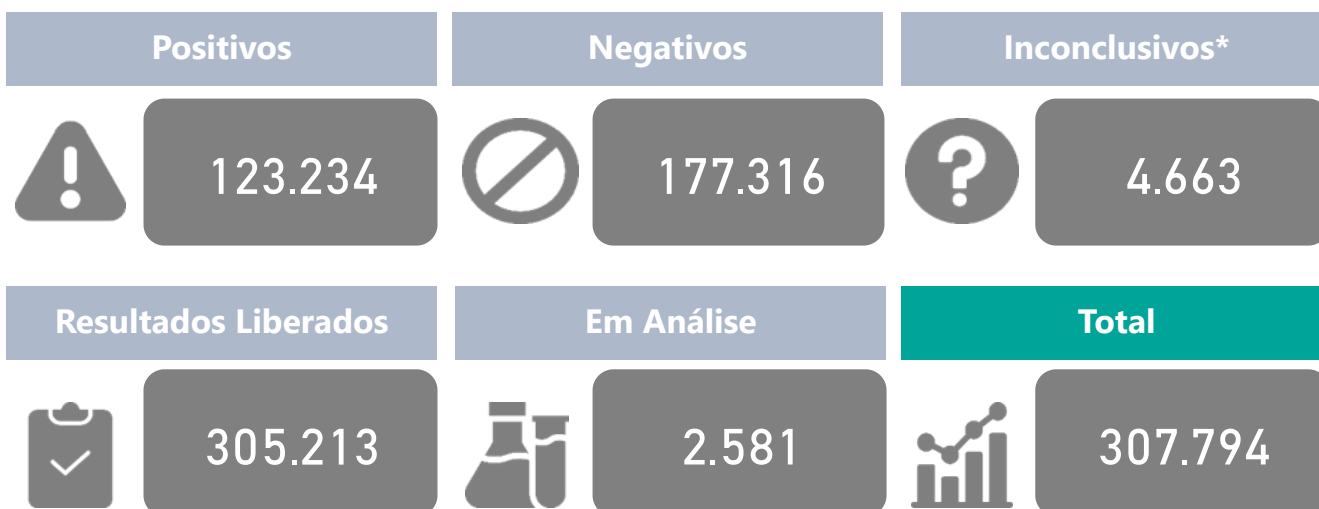 Positivos
Negativos
Inconclusivos*
123.234
177.316
4.663
Resultados Liberados
Em Análise
Total
305.213
2.581
307.794